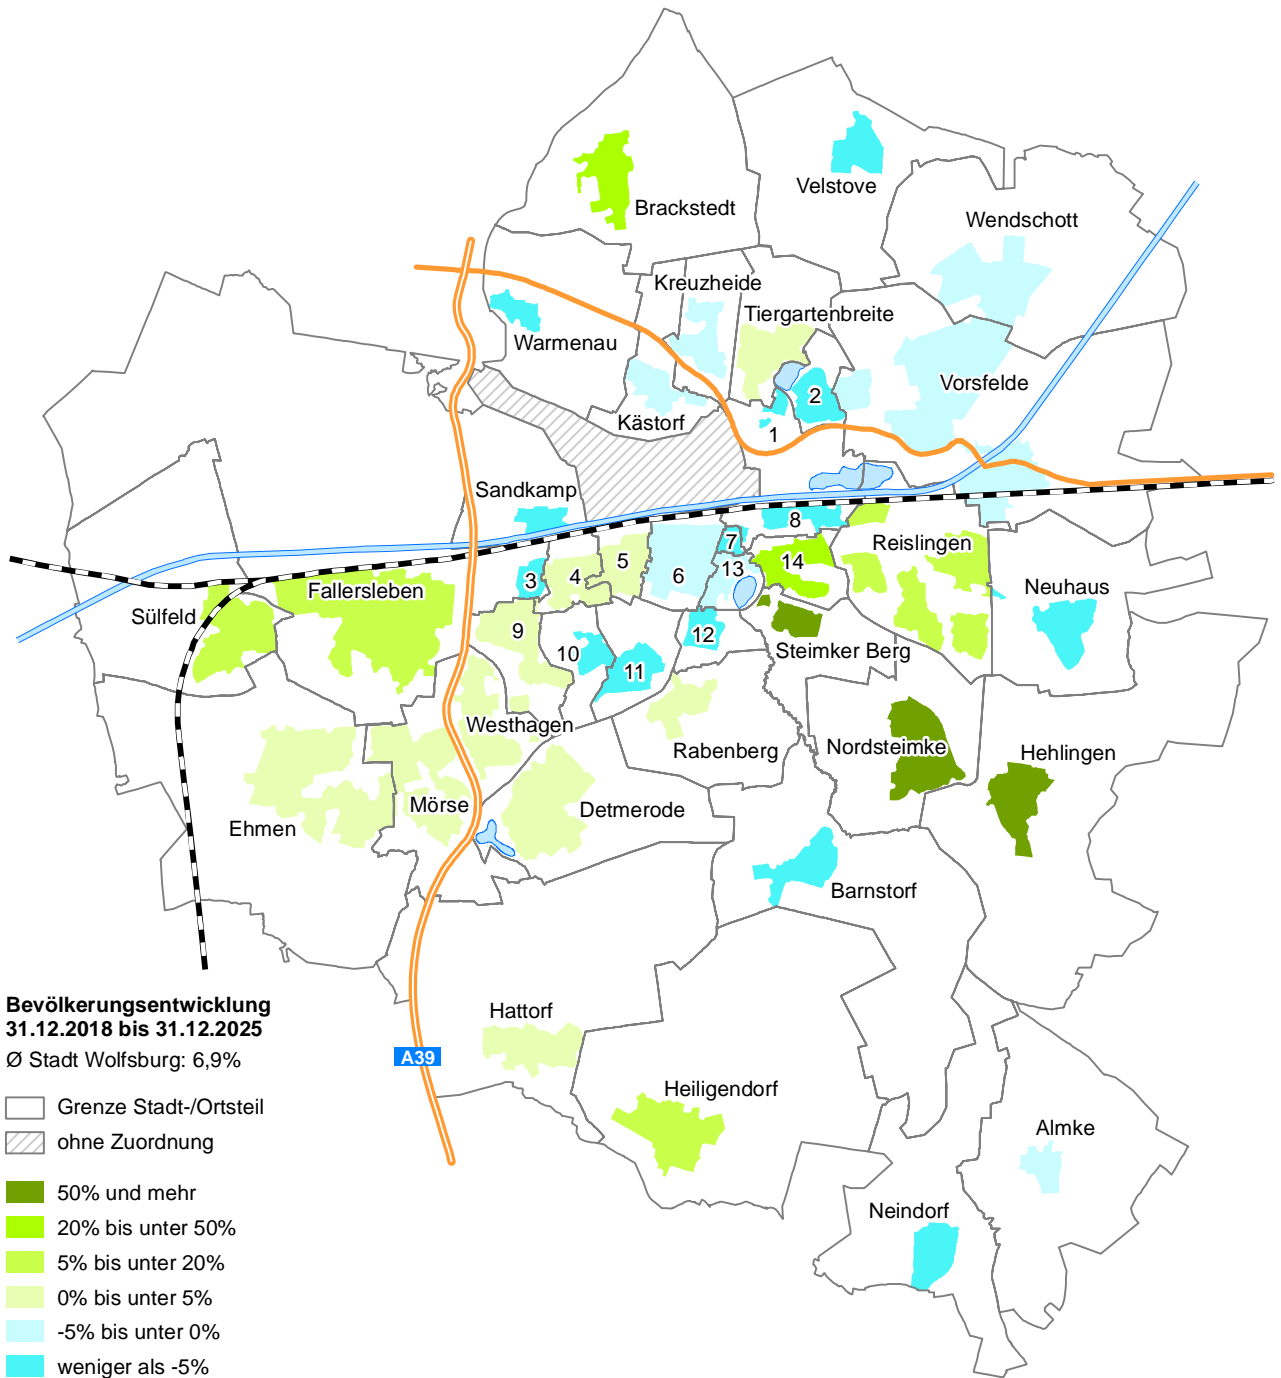 Velstove
Brackstedt
Wendschott
Kreuzheide
Tiergartenbreite
Warmenau
Vorsfelde
2
Kästorf
1
Sandkamp
8
7
Reislingen
14
5
13
6
4
3
Fallersleben
Neuhaus
Sülfeld
9
12
10
Steimker Berg
11
Westhagen
Rabenberg
Nordsteimke
Hehlingen
Mörse
Detmerode
Ehmen
Barnstorf
Bevölkerungsentwicklung
31.12.2018 bis 31.12.2025
Ø Stadt Wolfsburg: 6,9%
Hattorf
A39
Heiligendorf
Grenze Stadt-/Ortsteil
Almke
ohne Zuordnung
50% und mehr
Neindorf
20% bis unter 50%
5% bis unter 20%
0% bis unter 5%
-5% bis unter 0%
weniger als -5%